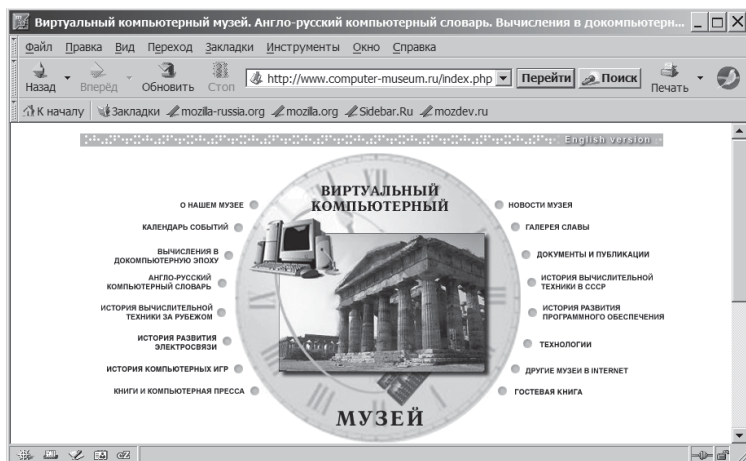 Виртуальный компьютерный музей. Англо-русский компьютерный словарь. Вычисления в докомпьютерн...
Файл Правка Вид Переход Закладки Инструменты Окно Справка
Назад Вперёд Обновить Стоп http://www.computer-museum.ru/index.php Перейти Поиск Печать
К началу Закладки mozilla-russia.org mozilla.org Sidebar.Ru mozdev.ru
English version
ВИРТУАЛЬНЫЙ
КОМПЬЮТЕРНЫЙ
О НАШЕМ МУЗЕЕ
КАЛЕНДАРЬ СОБЫТИЙ
ВЫЧИСЛЕНИЯ В
ДОКОМПЬЮТЕРНУЮ ЭПОХУ
АНГЛО-РУССКИЙ
КОМПЬЮТЕРНЫЙ СЛОВАРЬ
ИСТОРИЯ ВЫЧИСЛИТЕЛЬНОЙ
ТЕХНИКИ ЗА РУБЕЖОМ
ИСТОРИЯ РАЗВИТИЯ
ЭЛЕКТРОСВЯЗИ
ИСТОРИЯ КОМПЬЮТЕРНЫХ ИГР
КНИГИ И КОМПЬЮТЕРНАЯ ПРЕССА
НОВОСТИ МУЗЕЯ
ГАЛЕРЕЯ СЛАВЫ
ДОКУМЕНТЫ И ПУБЛИКАЦИИ
ИСТОРИЯ ВЫЧИСЛИТЕЛЬНОЙ
ТЕХНИКИ В СССР
ИСТОРИЯ РАЗВИТИЯ
ПРОГРАММНОГО ОБЕСПЕЧЕНИЯ
ТЕХНОЛОГИИ
ДРУГИЕ МУЗЕИ В INTERNET
ГОСТЕВАЯ КНИГА
МУЗЕЙ